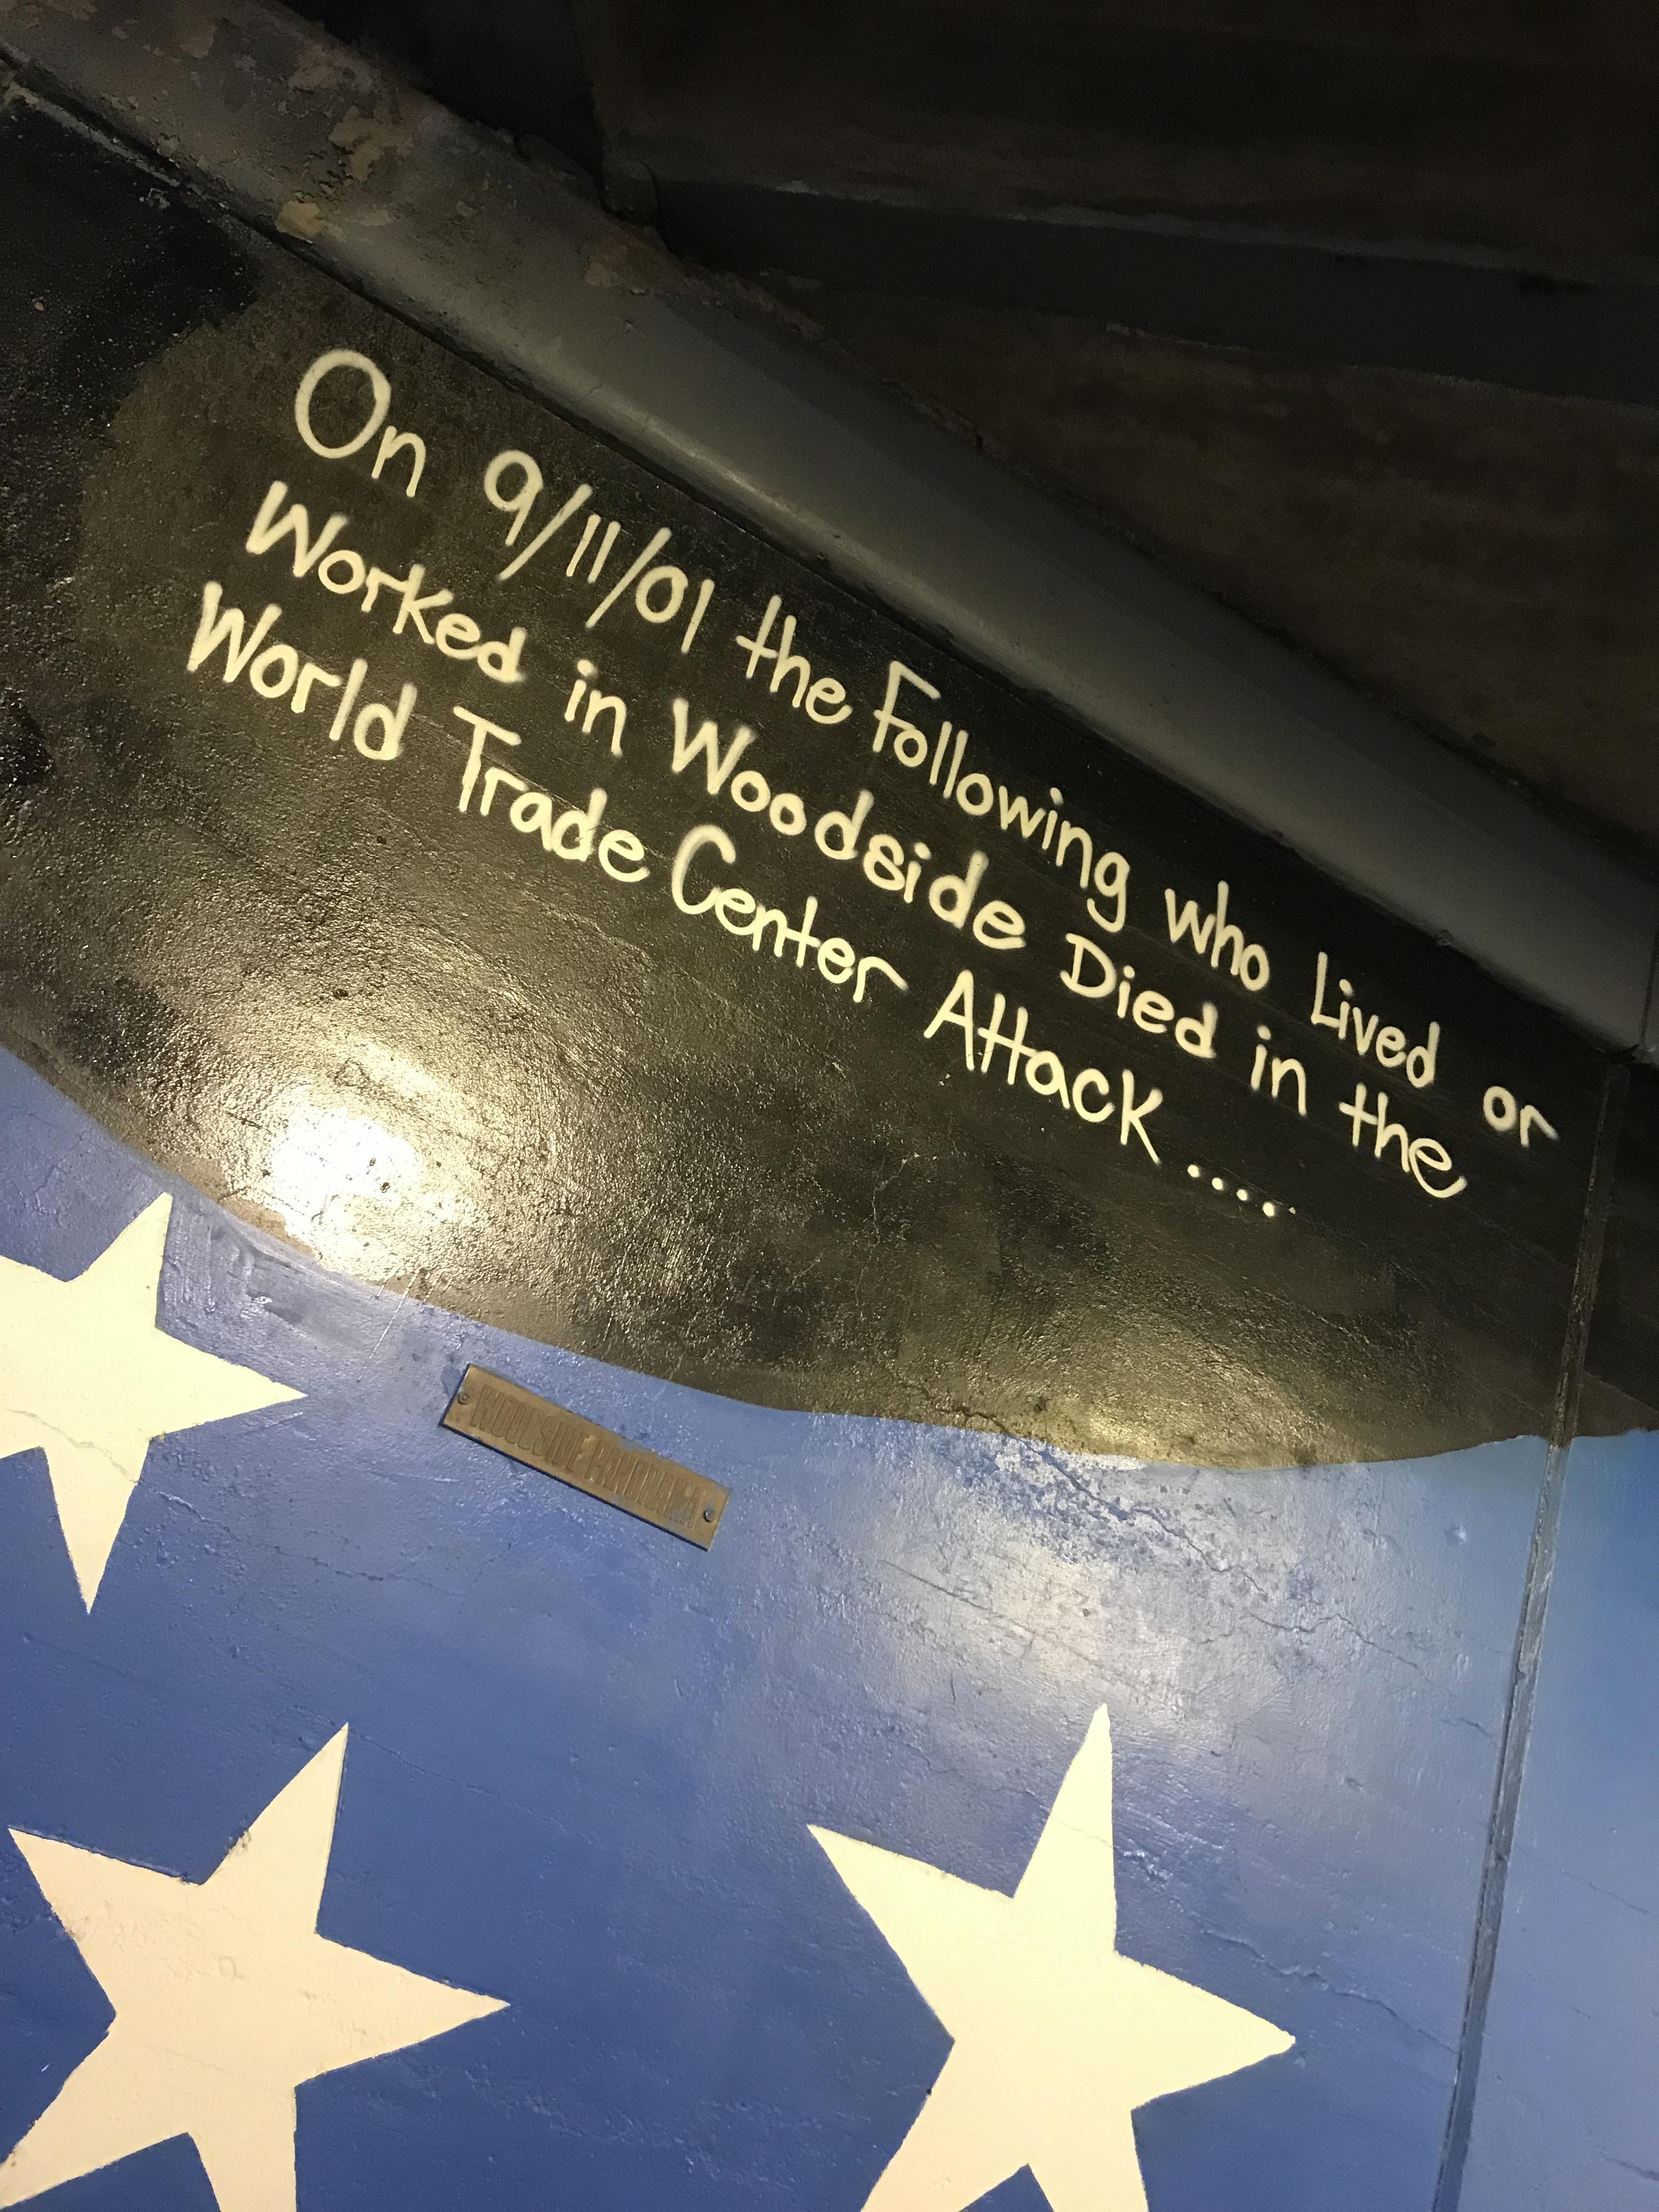 On 9/11/01 the Following who Lived or
Worked in Woodside Died in the
World Trade Center Attack ....
WOODSIDE